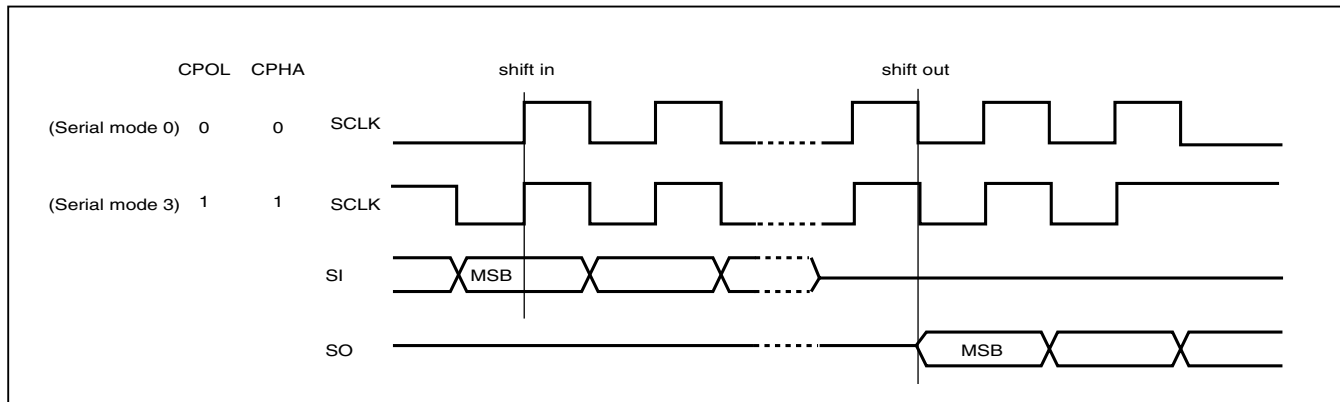 CPOL CPHA shift in shift out
(Serial mode 0) 0 0 SCLK
(Serial mode 3) 1 1 SCLK
SI MSB
SO MSB